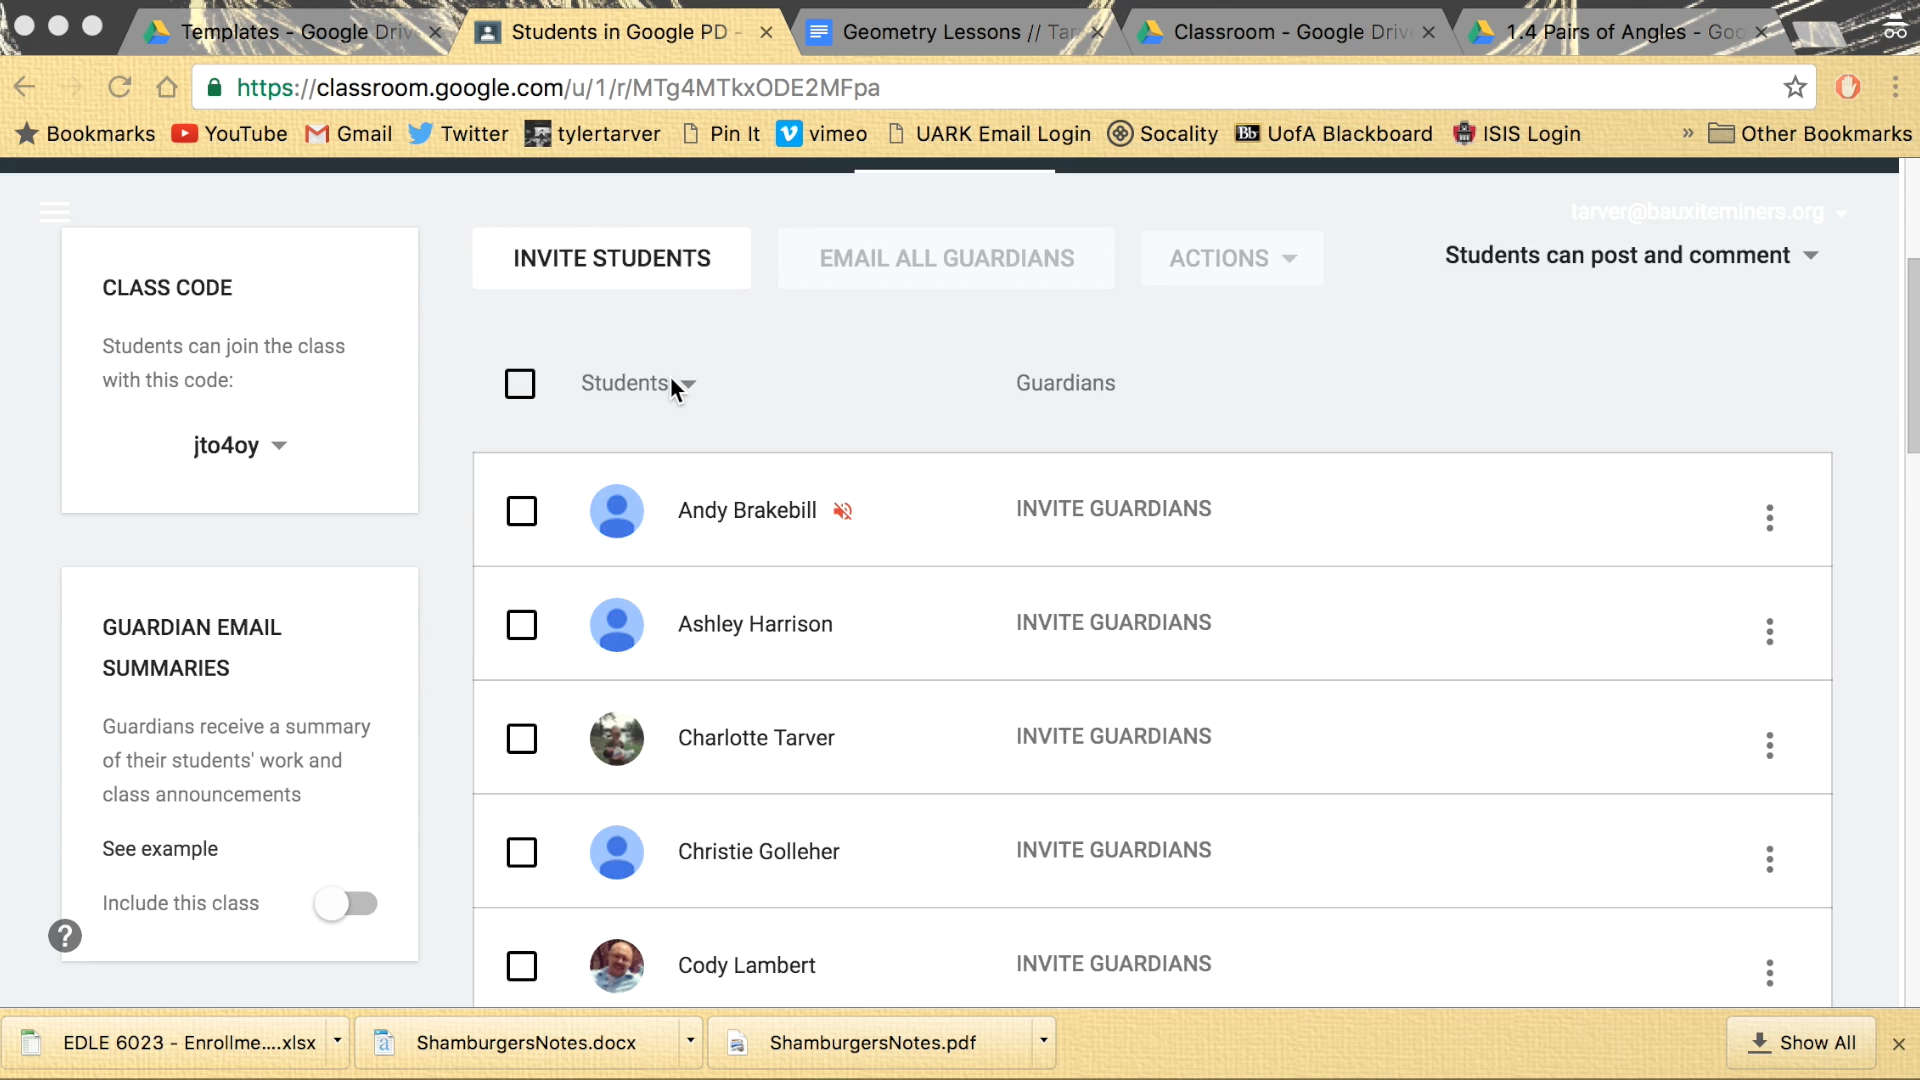 Templates - Google Driv
Students in Google PD -
Geometry Lessons // Tar
Classroom - Google Driv
1.4 Pairs of Angles - Goo
https://classroom.google.com/u/1/r/MTg4MTkxODE2MFpa
Bookmarks
YouTube
Gmail
Twitter
tylertarver
Pin It
vimeo
UARK Email Login
Socality
Bb UofA Blackboard
ISIS Login
» Other Bookmarks
tarver@bauxiteminers.org
INVITE STUDENTS
EMAIL ALL GUARDIANS
ACTIONS
Students can post and comment
CLASS CODE
Students can join the class
with this code:
jto4oy
Students
Guardians
Andy Brakebill
INVITE GUARDIANS
Ashley Harrison
INVITE GUARDIANS
Charlotte Tarver
INVITE GUARDIANS
Christie Golleher
INVITE GUARDIANS
Cody Lambert
INVITE GUARDIANS
GUARDIAN EMAIL
SUMMARIES
Guardians receive a summary
of their students' work and
class announcements
See example
Include this class
?
EDLE 6023 - Enrollme....xlsx
ShamburgersNotes.docx
ShamburgersNotes.pdf
Show All